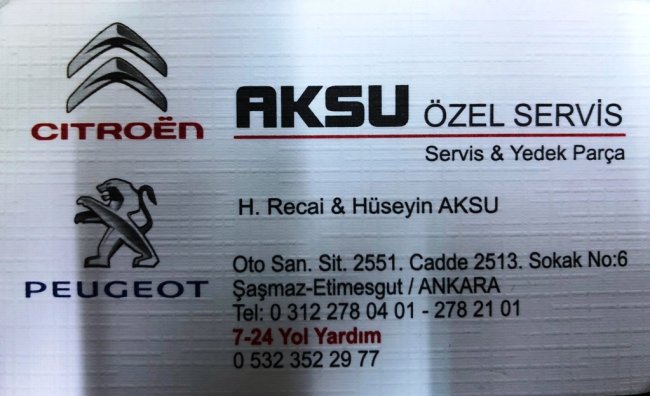 CITROËN
AKSU ÖZEL SERVİS
Servis & Yedek Parça
PEUGEOT
H. Recai & Hüseyin AKSU
Oto San. Sit. 2551. Cadde 2513. Sokak No:6
Şaşmaz-Etimesgut / ANKARA
Tel: 0 312 278 04 01 - 278 21 01
7-24 Yol Yardım
0 532 352 29 77